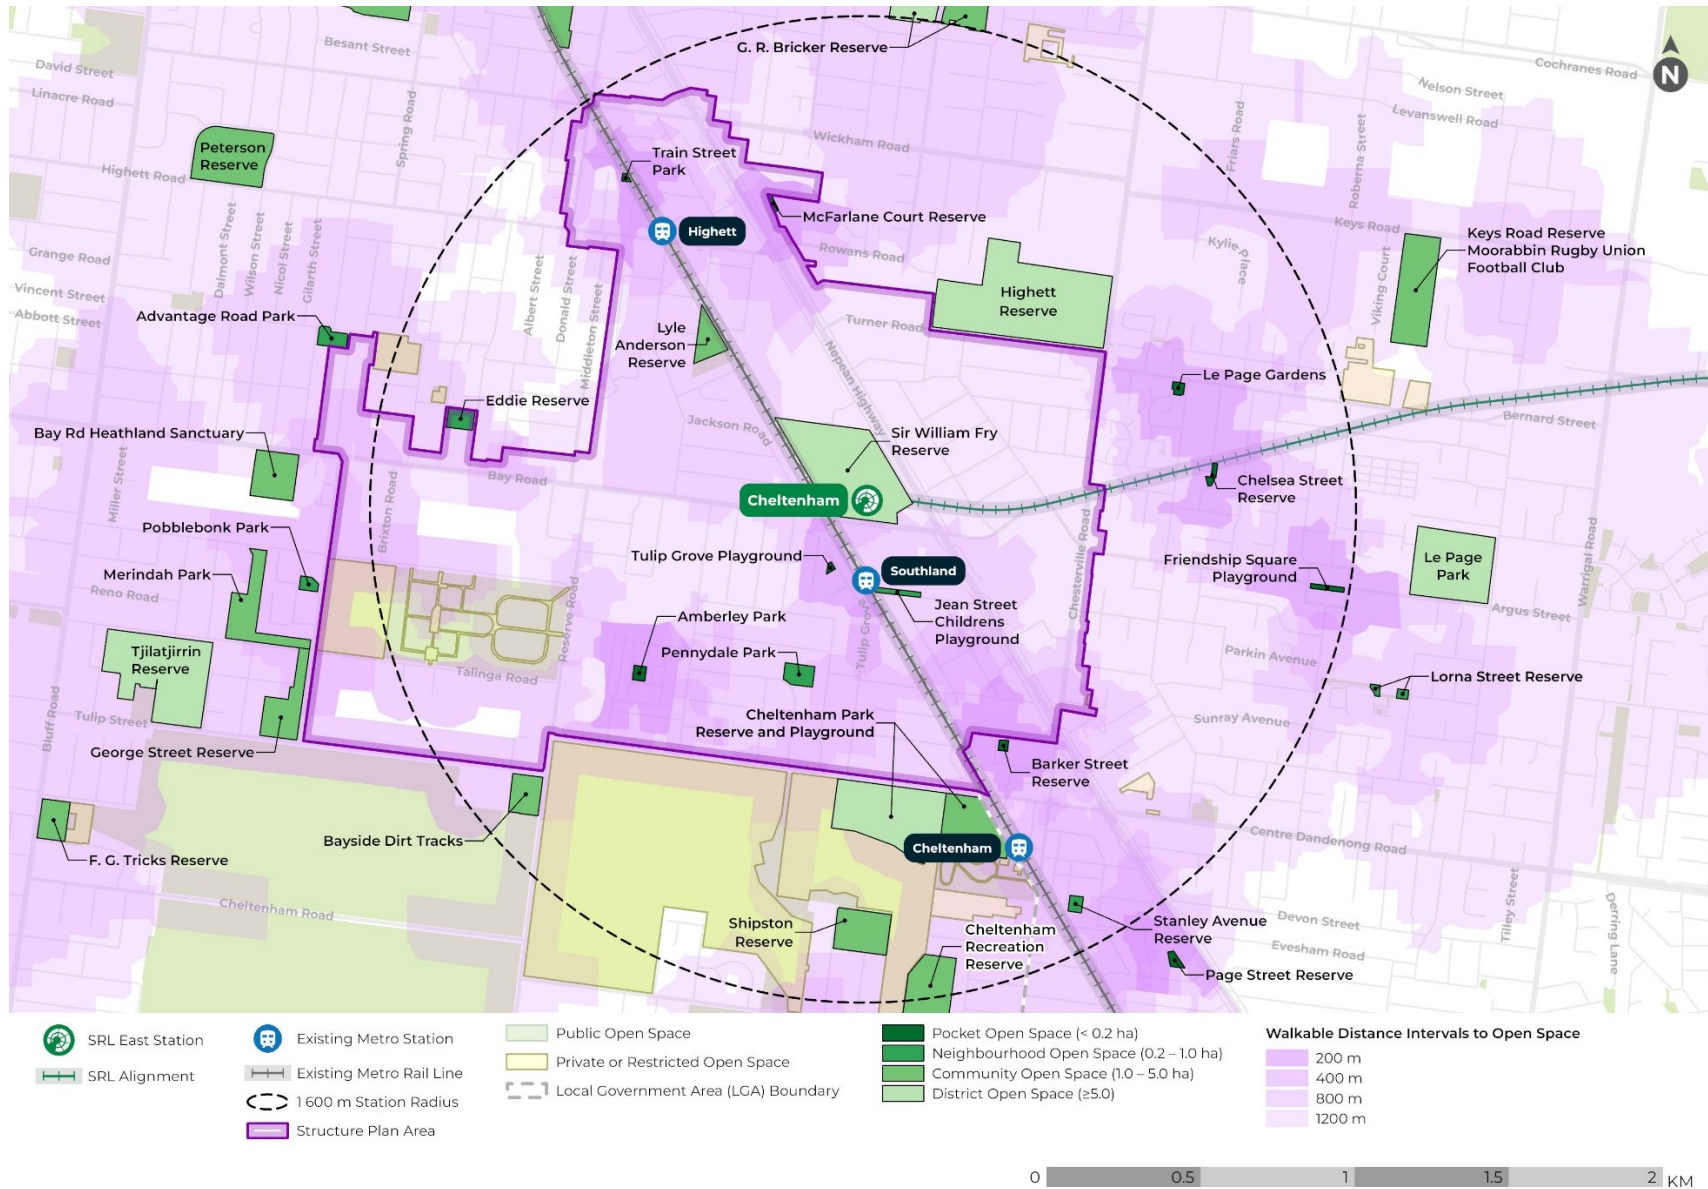 G. R. Bricker Reserve
Besant Street
David Street
Linacre Road
Spring Road
Cochranes Road
N
Nelson Street
Levanswell Road
Wickham Road
Friars Road
Roberna Street
Peterson
Reserve
Highett Road
Train Street
Park
McFarlane Court Reserve
Highett
Rowans Road
Keys Road
Kylie Place
Viking Court
Keys Road Reserve
Moorabbin Rugby Union
Football Club
Grange Road
Dalmont Street
Wilson Street
Nicol Street
Gilarth Street
Albert Street
Donald Street
Middleton Street
Vincent Street
Abbott Street
Advantage Road Park
Lyle
Anderson
Reserve
Turner Road
Nepean Highway
Highett
Reserve
Le Page Gardens
Bernard Street
Eddie Reserve
Jackson Road
Sir William Fry
Reserve
Bay Rd Heathland Sanctuary
Bay Road
Miller Street
Brixton Road
Cheltenham
Chelsea Street
Reserve
Chesterville Road
Warrigal Road
Pobblebonk Park
Tulip Grove Playground
Southland
Friendship Square
Playground
Le Page
Park
Merindah Park
Reno Road
Reserve Road
Tulip Grove
Jean Street
Childrens
Playground
Argus Street
Amberley Park
Tjilatjirrin
Reserve
Talinga Road
Pennydale Park
Parkin Avenue
Lorna Street Reserve
Bluff Road
Tulip Street
George Street Reserve
Cheltenham Park
Reserve and Playground
Sunray Avenue
Barker Street
Reserve
Bayside Dirt Tracks
F. G. Tricks Reserve
Cheltenham
Centre Dandenong Road
Cheltenham Road
Shipston
Reserve
Cheltenham
Recreation
Reserve
Stanley Avenue
Reserve
Page Street Reserve
Devon Street
Evesham Road
Tilley Street
Derring Lane
SRL East Station
SRL Alignment
Existing Metro Station
Existing Metro Rail Line
1 600 m Station Radius
Structure Plan Area
Public Open Space
Private or Restricted Open Space
Local Government Area (LGA) Boundary
Pocket Open Space (< 0.2 ha)
Neighbourhood Open Space (0.2 – 1.0 ha)
Community Open Space (1.0 – 5.0 ha)
District Open Space (≥5.0)
Walkable Distance Intervals to Open Space
200 m
400 m
800 m
1200 m
0 0.5 1 1.5 2 KM